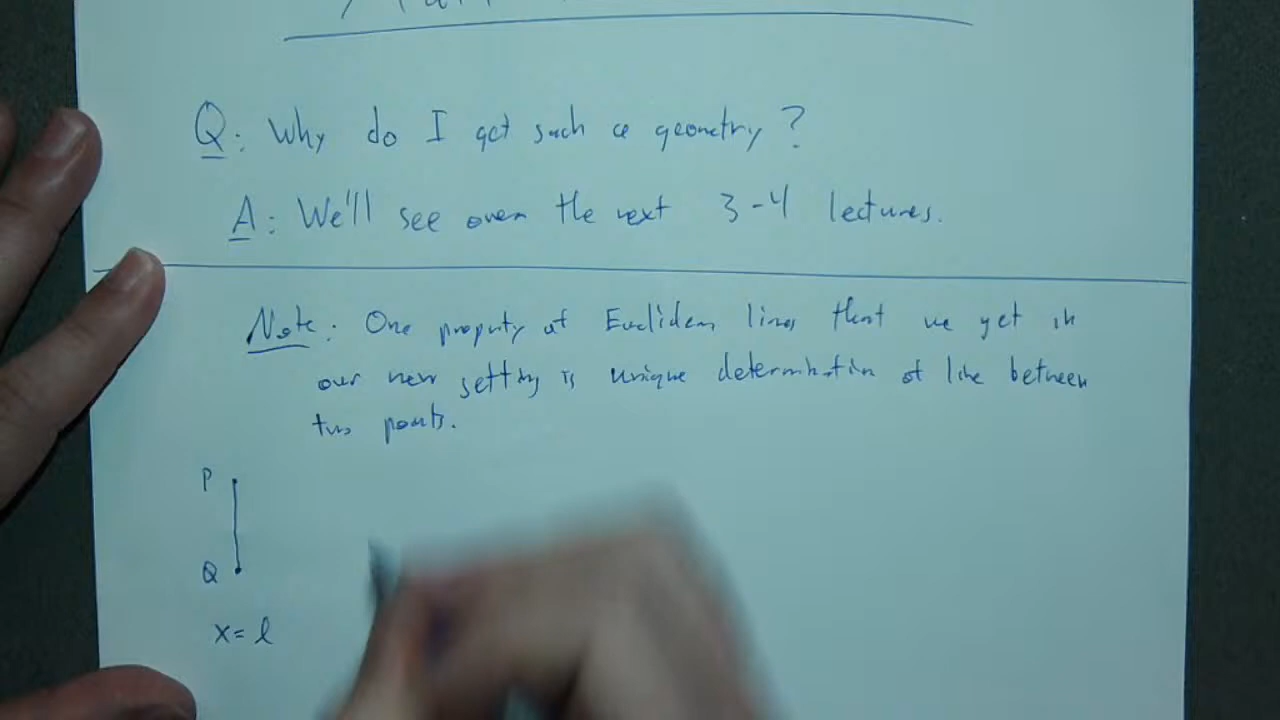 Q: Why do I get such a geometry?
A: We'll see over the next 3-4 lectures.
Note: One property of Euclidean lines that we get in
our new setting is unique determination of line between
two points.
P
Q
x = l